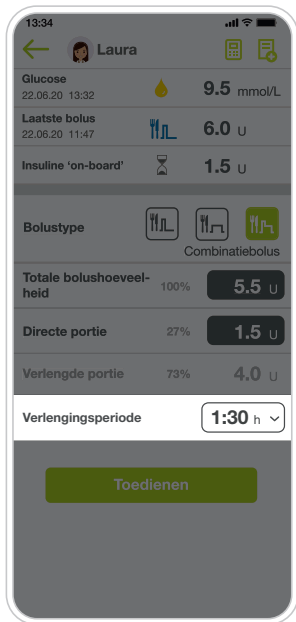 13:34
Laura
Glucose
22.06.20 13:32
9.5 mmol/L
Laatste bolus
22.06.20 11:47
6.0 U
Insuline ‘on-board’
1.5 U
Bolustype
Combinatiebolus
Totale bolushoeveel-
heid
100%
5.5 U
Directe portie
27%
1.5 U
Verlengde portie
73%
4.0 U
Verlengingsperiode
1:30 h
Toedienen